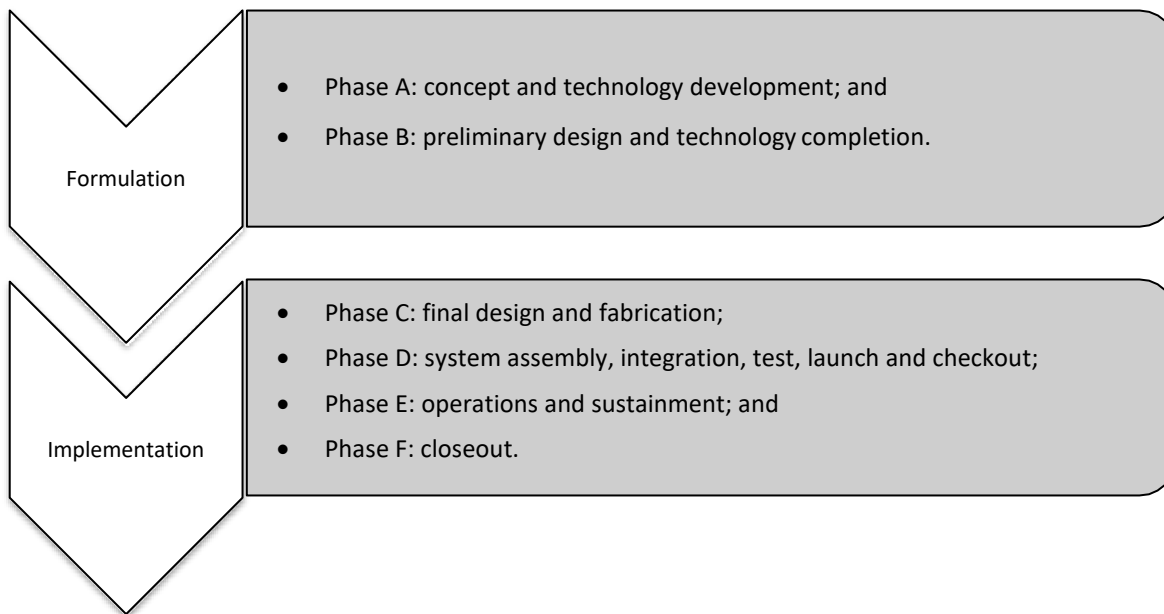 Formulation
• Phase A: concept and technology development; and
• Phase B: preliminary design and technology completion.
Implementation
• Phase C: final design and fabrication;
• Phase D: system assembly, integration, test, launch and checkout;
• Phase E: operations and sustainment; and
• Phase F: closeout.